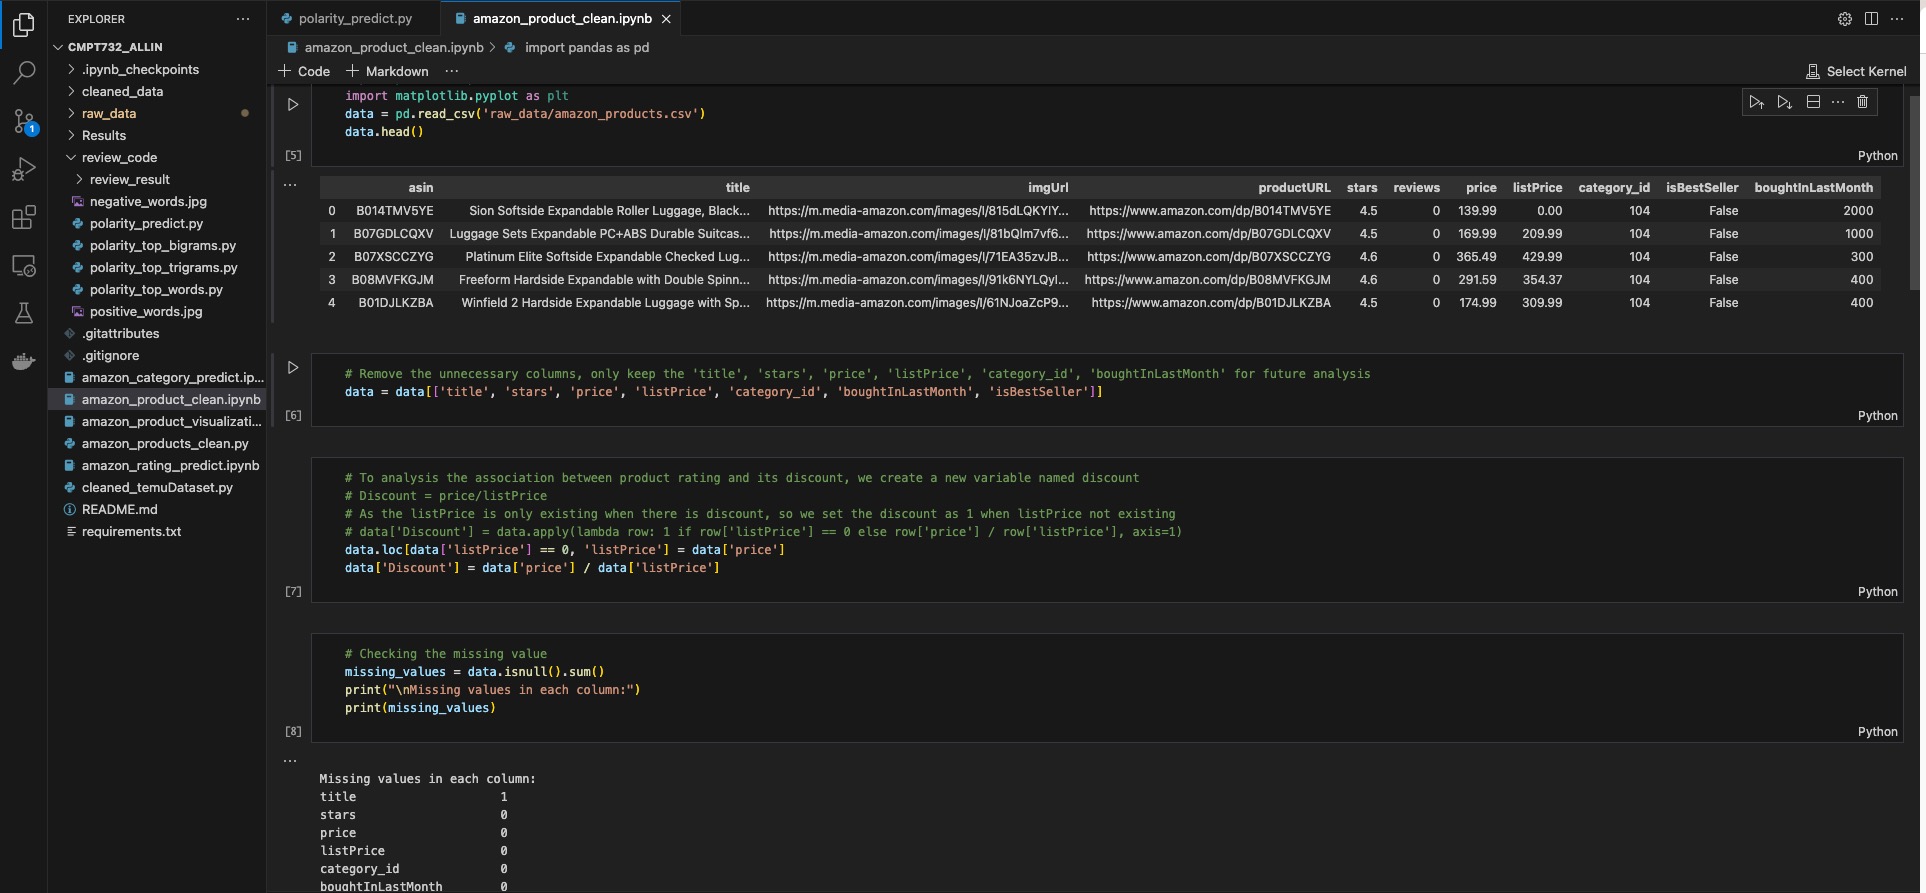 EXPLORER
CMPT732_ALLIN
.ipynb_checkpoints
cleaned_data
raw_data
Results
review_code
review_result
negative_words.jpg
polarity_predict.py
polarity_top_bigrams.py
polarity_top_trigrams.py
polarity_top_words.py
positive_words.jpg
.gitattributes
.gitignore
amazon_category_predict.ip...
amazon_product_clean.ipynb
amazon_product_visualizati...
amazon_products_clean.py
amazon_rating_predict.ipynb
cleaned_temuDataset.py
README.md
requirements.txt
1
polarity_predict.py
amazon_product_clean.ipynb
amazon_product_clean.ipynb > import pandas as pd
+ Code + Markdown ...
Select Kernel
import matplotlib.pyplot as plt
data = pd.read_csv('raw_data/amazon_products.csv')
data.head()
[5]
Python
asin title imgUrl productURL stars reviews price listPrice category_id isBestSeller boughtInLastMonth
0 B014TMV5YE Sion Softside Expandable Roller Luggage, Black... https://m.media-amazon.com/images/I/815dLQKYIY... https://www.amazon.com/dp/B014TMV5YE 4.5 0 139.99 0.00 104 False 2000
1 B07GDLCQXV Luggage Sets Expandable PC+ABS Durable Suitcas... https://m.media-amazon.com/images/I/81bQlm7vf6... https://www.amazon.com/dp/B07GDLCQXV 4.5 0 169.99 209.99 104 False 1000
2 B07XSCCZYG Platinum Elite Softside Expandable Checked Lug... https://m.media-amazon.com/images/I/71EA35zvJB... https://www.amazon.com/dp/B07XSCCZYG 4.6 0 365.49 429.99 104 False 300
3 B08MVFKGJM Freeform Hardside Expandable with Double Spinn... https://m.media-amazon.com/images/I/91k6NYLQyI... https://www.amazon.com/dp/B08MVFKGJM 4.6 0 291.59 354.37 104 False 400
4 B01DJLKZBA Winfield 2 Hardside Expandable Luggage with Sp... https://m.media-amazon.com/images/I/61NJoaZcP9... https://www.amazon.com/dp/B01DJLKZBA 4.5 0 174.99 309.99 104 False 400
# Remove the unnecessary columns, only keep the 'title', 'stars', 'price', 'listPrice', 'category_id', 'boughtInLastMonth' for future analysis
data = data[['title', 'stars', 'price', 'listPrice', 'category_id', 'boughtInLastMonth', 'isBestSeller']]
[6]
Python
# To analysis the association between product rating and its discount, we create a new variable named discount
# Discount = price/listPrice
# As the listPrice is only existing when there is discount, so we set the discount as 1 when listPrice not existing
# data['Discount'] = data.apply(lambda row: 1 if row['listPrice'] == 0 else row['price'] / row['listPrice'], axis=1)
data.loc[data['listPrice'] == 0, 'listPrice'] = data['price']
data['Discount'] = data['price'] / data['listPrice']
[7]
Python
# Checking the missing value
missing_values = data.isnull().sum()
print("\nMissing values in each column:")
print(missing_values)
[8]
Python
Missing values in each column:
title 1
stars 0
price 0
listPrice 0
category_id 0
boughtInLastMonth 0